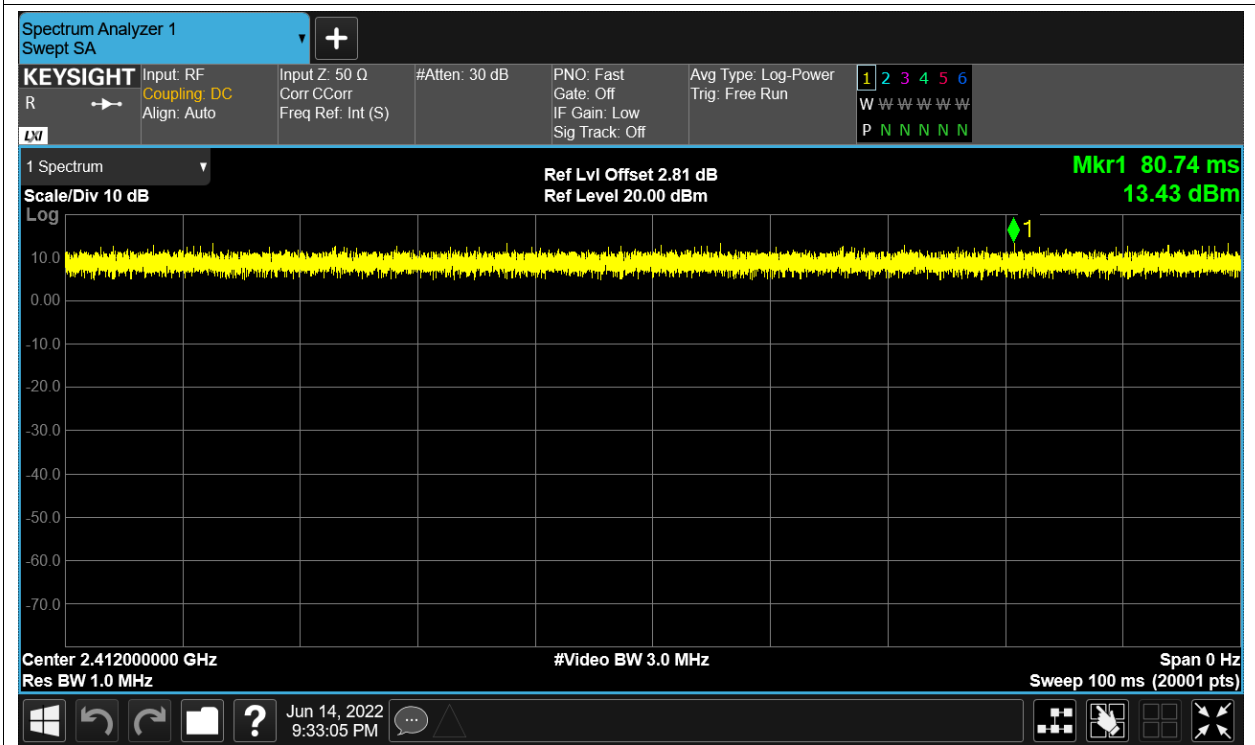 Spectrum Analyzer 1
Swept SA
+
KEYSIGHT
R
LXI
Input: RF
Coupling: DC
Align: Auto
Input Z: 50 Ω
Corr CCorr
Freq Ref: Int (S)
#Atten: 30 dB
PNO: Fast
Gate: Off
IF Gain: Low
Sig Track: Off
Avg Type: Log-Power
Trig: Free Run
1 2 3 4 5 6
W W W W W W
P N N N N N
1 Spectrum
Scale/Div 10 dB
Log
Ref Lvl Offset 2.81 dB
Ref Level 20.00 dBm
Mkr1 80.74 ms
13.43 dBm
1
10.0
0.00
-10.0
-20.0
-30.0
-40.0
-50.0
-60.0
-70.0
Center 2.412000000 GHz
Res BW 1.0 MHz
#Video BW 3.0 MHz
Span 0 Hz
Sweep 100 ms (20001 pts)
?
Jun 14, 2022
9:33:05 PM